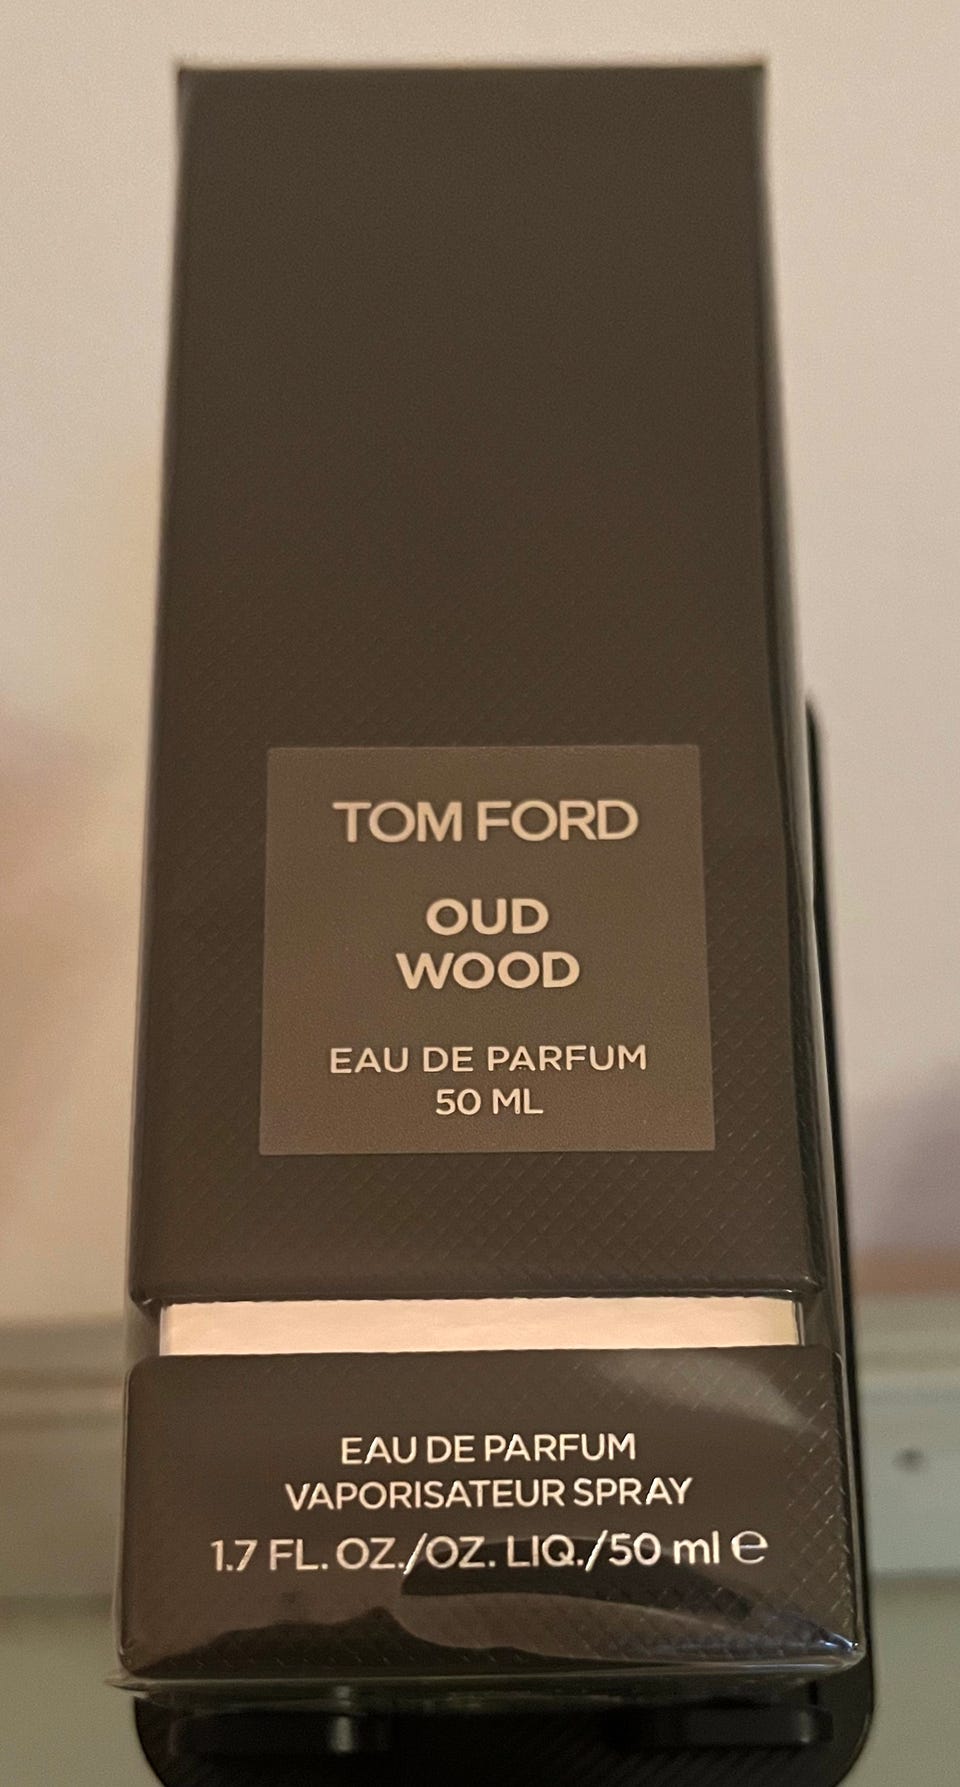 TOM FORD
OUD
WOOD
EAU DE PARFUM
50 ML
EAU DE PARFUM
VAPORISATEUR SPRAY
1.7 FL. OZ./OZ. LIQ./50 ml ℮